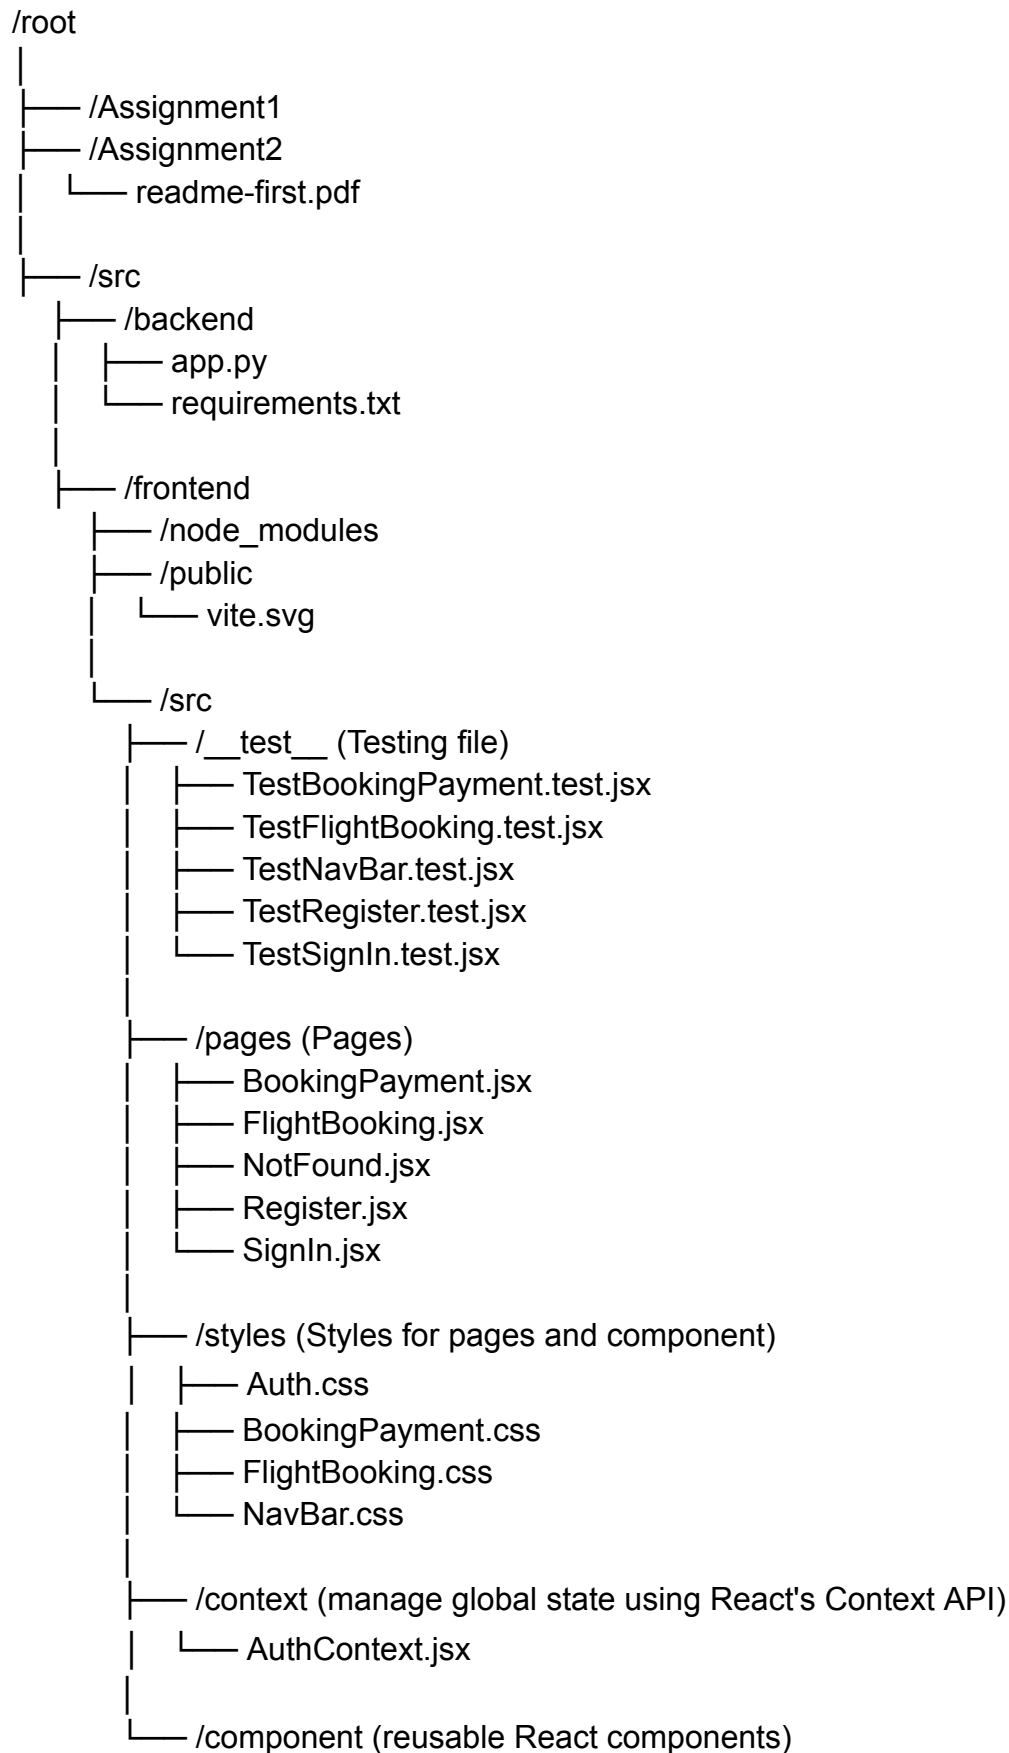 /root
/Assignment1
/Assignment2
readme-first.pdf
/src
/backend
app.py
requirements.txt
/frontend
/node_modules
/public
vite.svg
/src
/__test__ (Testing file)
TestBookingPayment.test.jsx
TestFlightBooking.test.jsx
TestNavBar.test.jsx
TestRegister.test.jsx
TestSignIn.test.jsx
/pages (Pages)
BookingPayment.jsx
FlightBooking.jsx
NotFound.jsx
Register.jsx
SignIn.jsx
/styles (Styles for pages and component)
Auth.css
BookingPayment.css
FlightBooking.css
NavBar.css
/context (manage global state using React's Context API)
AuthContext.jsx
/component (reusable React components)